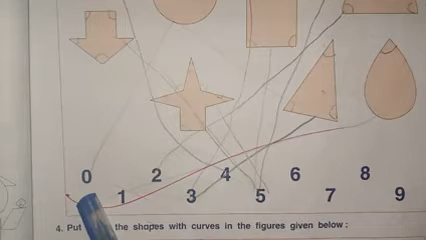 0 2 4 6 8
1 3 5 7 9
4. Put the shapes with curves in the figures given below :